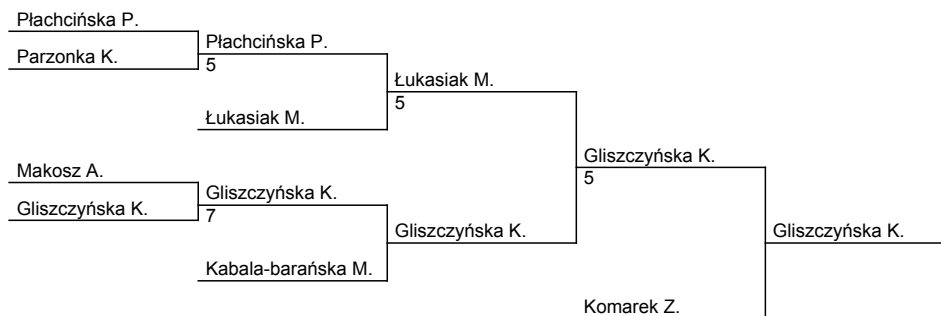 Płachcińska P.
Parzonka K.
Płachcińska P.
5
Łukasiak M.
Łukasiak M.
5
Makosz A.
Gliszczyńska K.
Gliszczyńska K.
7
Kabala-barańska M.
Gliszczyńska K.
Gliszczyńska K.
5
Komarek Z.
Gliszczyńska K.